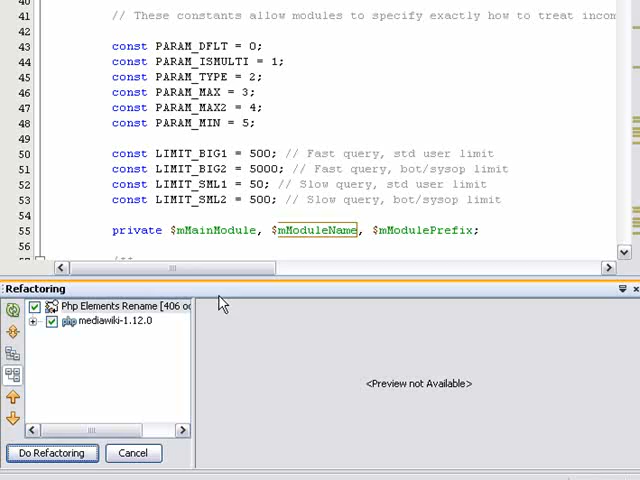 40
41 // These constants allow modules to specify exactly how to treat incom
42
43 const PARAM_DFLT = 0;
44 const PARAM_ISMULTI = 1;
45 const PARAM_TYPE = 2;
46 const PARAM_MAX = 3;
47 const PARAM_MAX2 = 4;
48 const PARAM_MIN = 5;
49
50 const LIMIT_BIG1 = 500; // Fast query, std user limit
51 const LIMIT_BIG2 = 5000; // Fast query, bot/sysop limit
52 const LIMIT_SML1 = 50; // Slow query, std user limit
53 const LIMIT_SML2 = 500; // Slow query, bot/sysop limit
54
55 private $mMainModule, $mModuleName, $mModulePrefix;
56
57 /**
Refactoring
Php Elements Rename [406 oc
mediawiki-1.12.0
<Preview not Available>
Do Refactoring Cancel